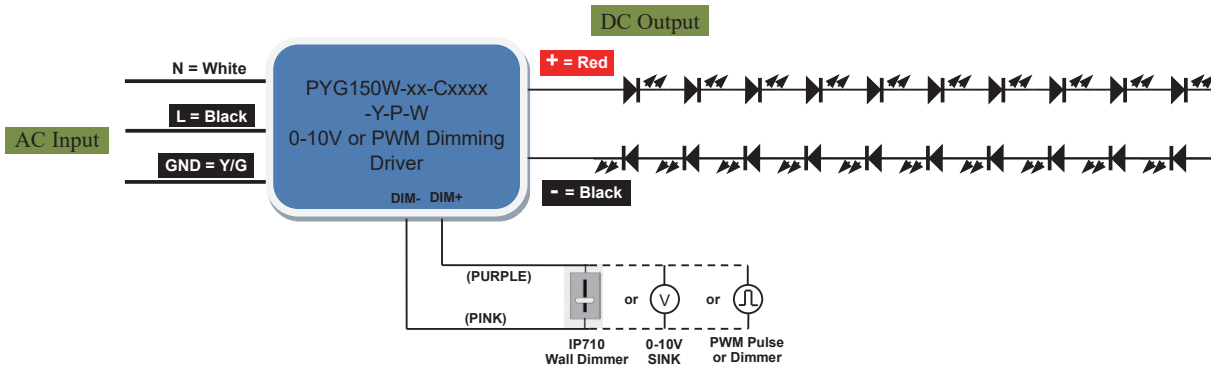 DC Output
N = White
+ = Red
PYG150W-xx-Cxxxx
-Y-P-W
0-10V or PWM Dimming
Driver
L = Black
AC Input
GND = Y/G
- = Black
DIM- DIM+
(PURPLE)
or
V
or
(PINK)
IP710
Wall Dimmer
0-10V
SINK
PWM Pulse
or Dimmer